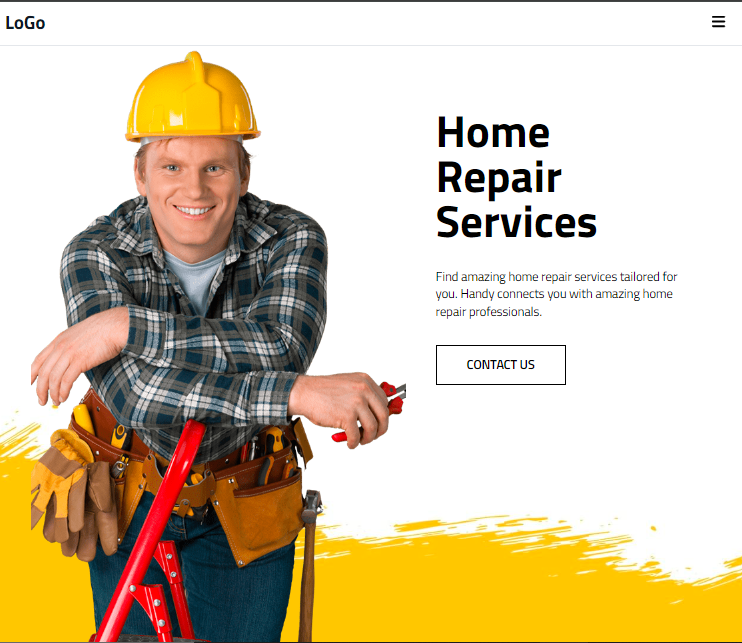 LoGo
Home
Repair
Services
Find amazing home repair services tailored for
you. Handy connects you with amazing home
repair professionals.
CONTACT US